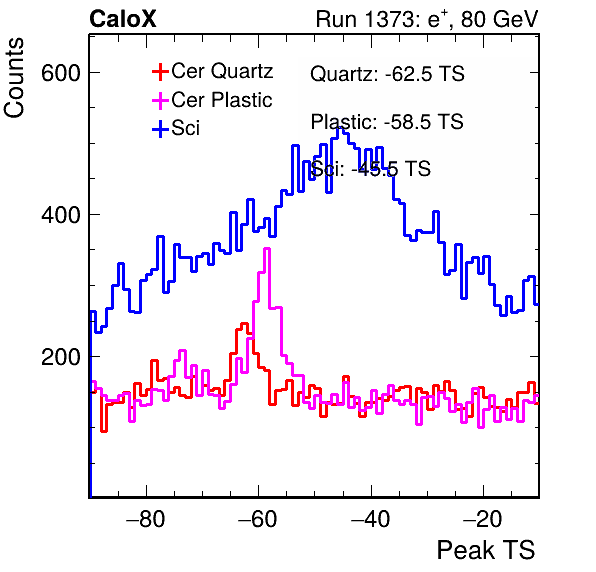 CaloX Run 1373: e⁺, 80 GeV
Counts
600
400
200
Cer Quartz
Cer Plastic
Sci
Quartz: -62.5 TS
Plastic: -58.5 TS
Sci: -45.5 TS
−80 −60 −40 −20
Peak TS